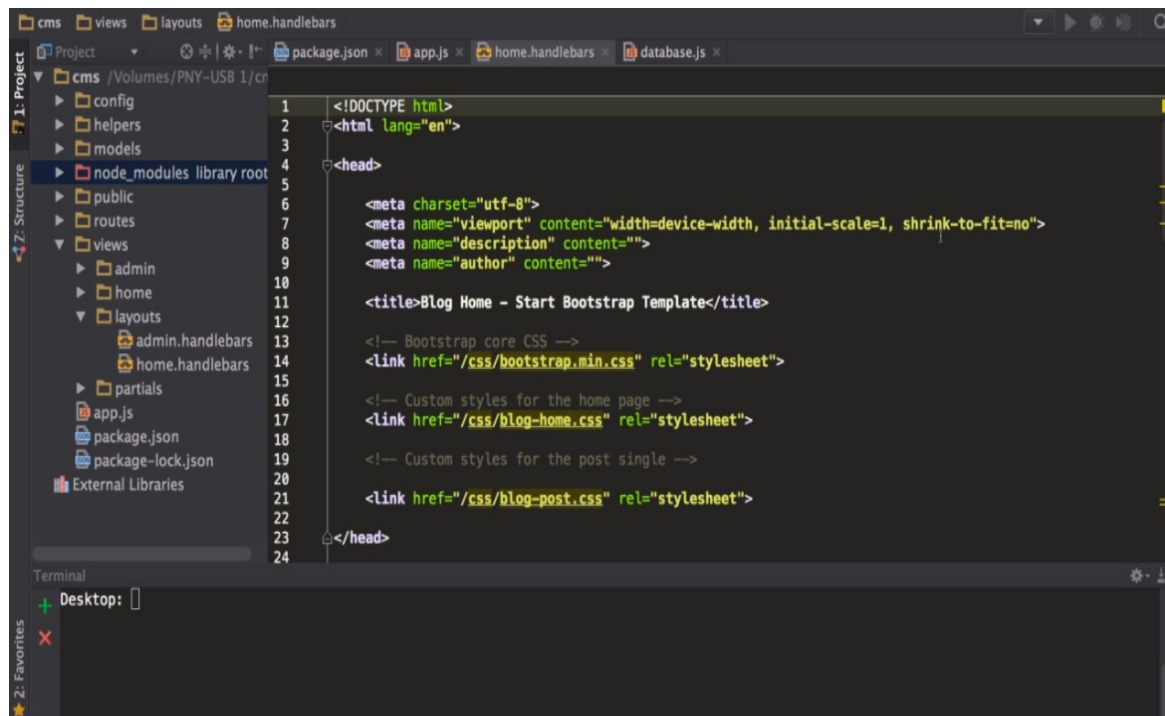 cms views layouts home.handlebars
Project
package.json × app.js × home.handlebars × database.js ×
1: Project
Z: Structure
2: Favorites
cms /Volumes/PNY-USB 1/cr
config
helpers
models
node_modules library root
public
routes
views
admin
home
layouts
admin.handlebars
home.handlebars
partials
app.js
package.json
package-lock.json
External Libraries
1 <!DOCTYPE html>
2 <html lang="en">
3
4 <head>
5
6 <meta charset="utf-8">
7 <meta name="viewport" content="width=device-width, initial-scale=1, shrink-to-fit=no">
8 <meta name="description" content="">
9 <meta name="author" content="">
10
11 <title>Blog Home – Start Bootstrap Template</title>
12
13 <!-- Bootstrap core CSS -->
14 <link href="/css/bootstrap.min.css" rel="stylesheet">
15
16 <!-- Custom styles for the home page -->
17 <link href="/css/blog-home.css" rel="stylesheet">
18
19 <!-- Custom styles for the post single -->
20
21 <link href="/css/blog-post.css" rel="stylesheet">
22
23 </head>
24
Terminal
Desktop: